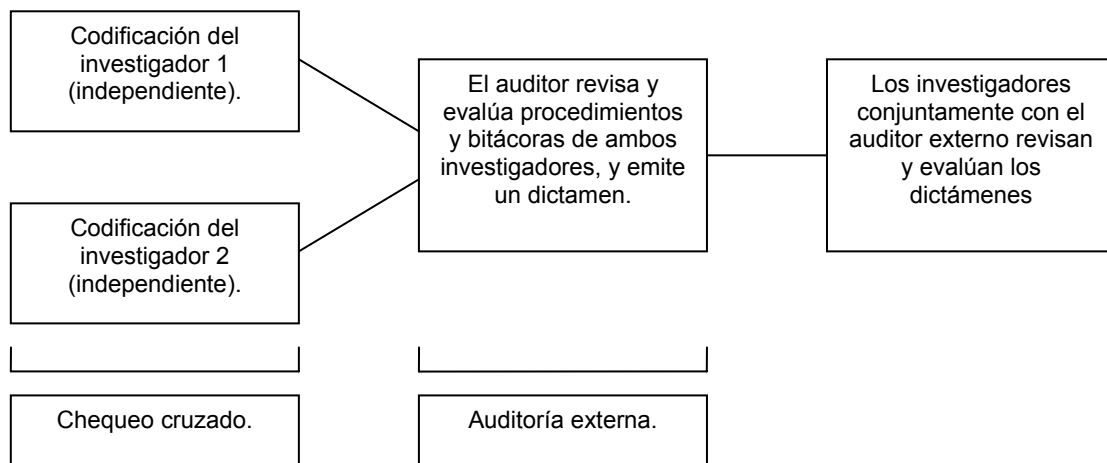 Codificación del
investigador 1
(independiente).
El auditor revisa y
evalúa procedimientos
y bitácoras de ambos
investigadores, y emite
un dictamen.
Los investigadores
conjuntamente con el
auditor externo revisan
y evalúan los
dictámenes
Codificación del
investigador 2
(independiente).
Chequeo cruzado.
Auditoría externa.